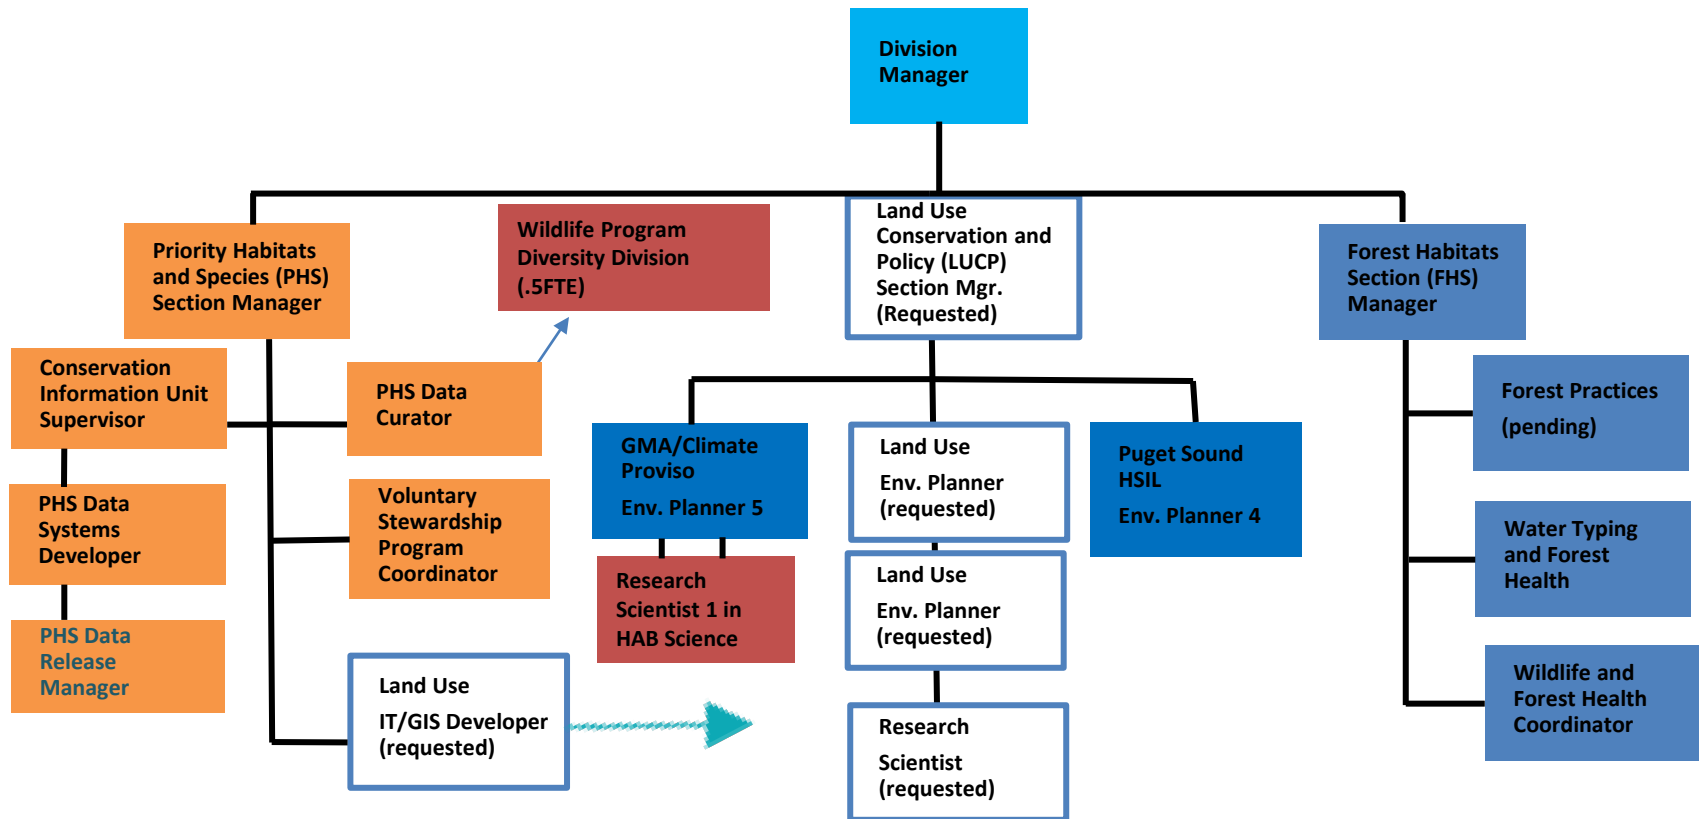 Division
Manager
Priority Habitats
and Species (PHS)
Section Manager
Wildlife Program
Diversity Division
(.5FTE)
Land Use
Conservation and
Policy (LUCP)
Section Mgr.
(Requested)
Forest Habitats
Section (FHS)
Manager
Conservation
Information Unit
Supervisor
PHS Data
Curator
PHS Data
Systems
Developer
Voluntary
Stewardship
Program
Coordinator
PHS Data
Release
Manager
Land Use
IT/GIS Developer
(requested)
GMA/Climate
Proviso
Env. Planner 5
Research
Scientist 1 in
HAB Science
Land Use
Env. Planner
(requested)
Land Use
Env. Planner
(requested)
Research
Scientist
(requested)
Puget Sound
HSIL
Env. Planner 4
Forest Practices
(pending)
Water Typing
and Forest
Health
Wildlife and
Forest Health
Coordinator